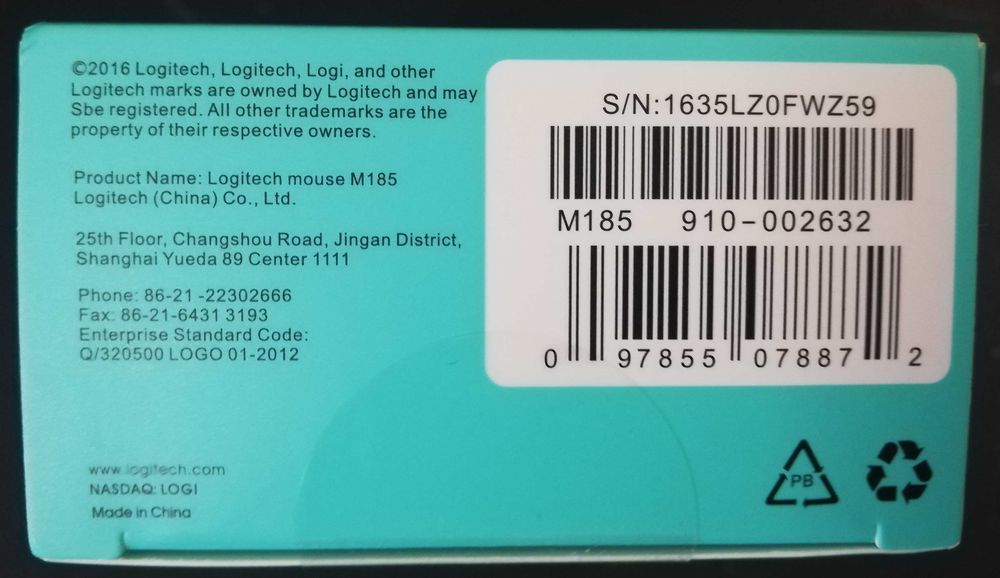 ©2016 Logitech, Logitech, Logi, and other
Logitech marks are owned by Logitech and may
Sbe registered. All other trademarks are the
property of their respective owners.
Product Name: Logitech mouse M185
Logitech (China) Co., Ltd.
25th Floor, Changshou Road, Jingan District,
Shanghai Yueda 89 Center 1111
Phone: 86-21 -22302666
Fax: 86-21-6431 3193
Enterprise Standard Code:
Q/320500 LOGO 01-2012
www.logitech.com
NASDAQ: LOGI
Made in China
S/N:1635LZ0FWZ59
M185 910-002632
0 97855 07887 2
PB